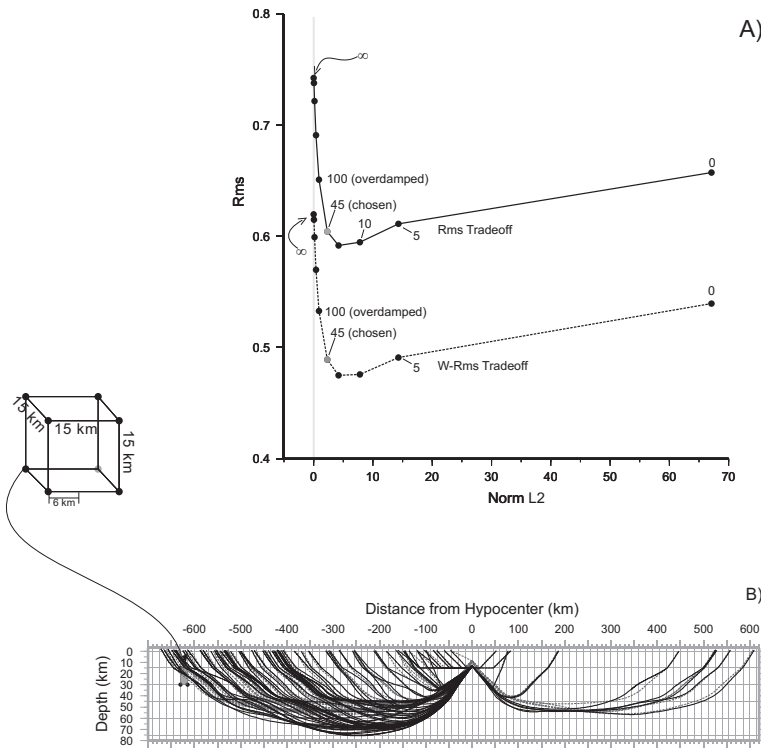 A)
0.8
0.7
0.6
0.5
0.4
Rms
∞
100 (overdamped)
45 (chosen)
10
5
Rms Tradeoff
0
∞
100 (overdamped)
45 (chosen)
5
W-Rms Tradeoff
0
0 10 20 30 40 50 60 70
Norm L2
15 km
15 km
15 km
6 km
B)
Distance from Hypocenter (km)
-600 -500 -400 -300 -200 -100 0 100 200 300 400 500 600
Depth (km)
0
10
20
30
40
50
60
70
80